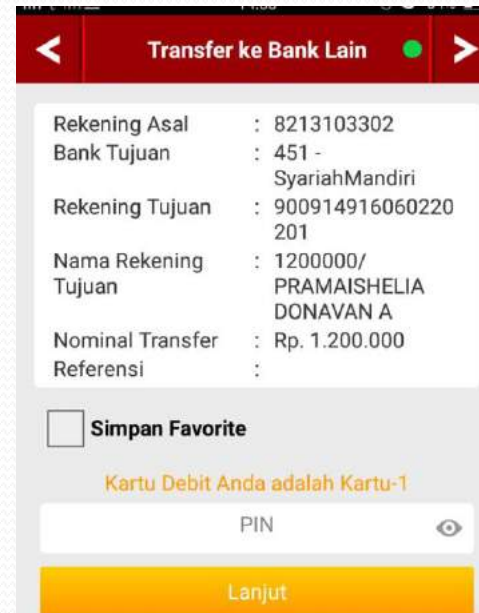 Transfer ke Bank Lain
Rekening Asal : 8213103302
Bank Tujuan : 451 -
SyariahMandiri
Rekening Tujuan : 900914916060220
201
Nama Rekening : 1200000/
Tujuan PRAMAISHELIA
DONAVAN A
Nominal Transfer : Rp. 1.200.000
Referensi :
Simpan Favorite
Kartu Debit Anda adalah Kartu-1
PIN
Lanjut